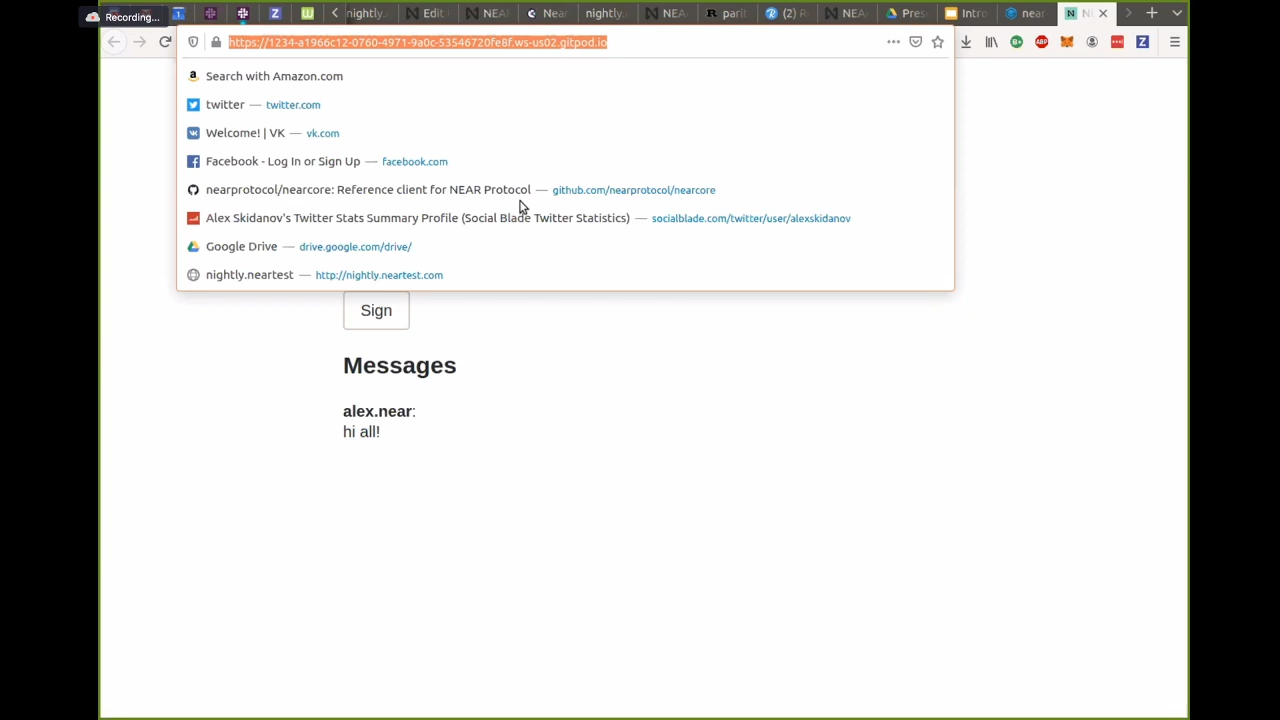 Recording...
nightly
Edit
NEA
Near
nightly.
NEA
parit
(2) R
NEA
Pres
Intro
near
N
https://1234-a1966c12-0760-4971-9a0c-53546720fe8f.ws-us02.gitpod.io
Search with Amazon.com
twitter — twitter.com
Welcome! | VK — vk.com
Facebook - Log In or Sign Up — facebook.com
nearprotocol/nearcore: Reference client for NEAR Protocol — github.com/nearprotocol/nearcore
Alex Skidanov's Twitter Stats Summary Profile (Social Blade Twitter Statistics) — socialblade.com/twitter/user/alexskidanov
Google Drive — drive.google.com/drive/
nightly.neartest — http://nightly.neartest.com
Sign
Messages
alex.near:
hi all!